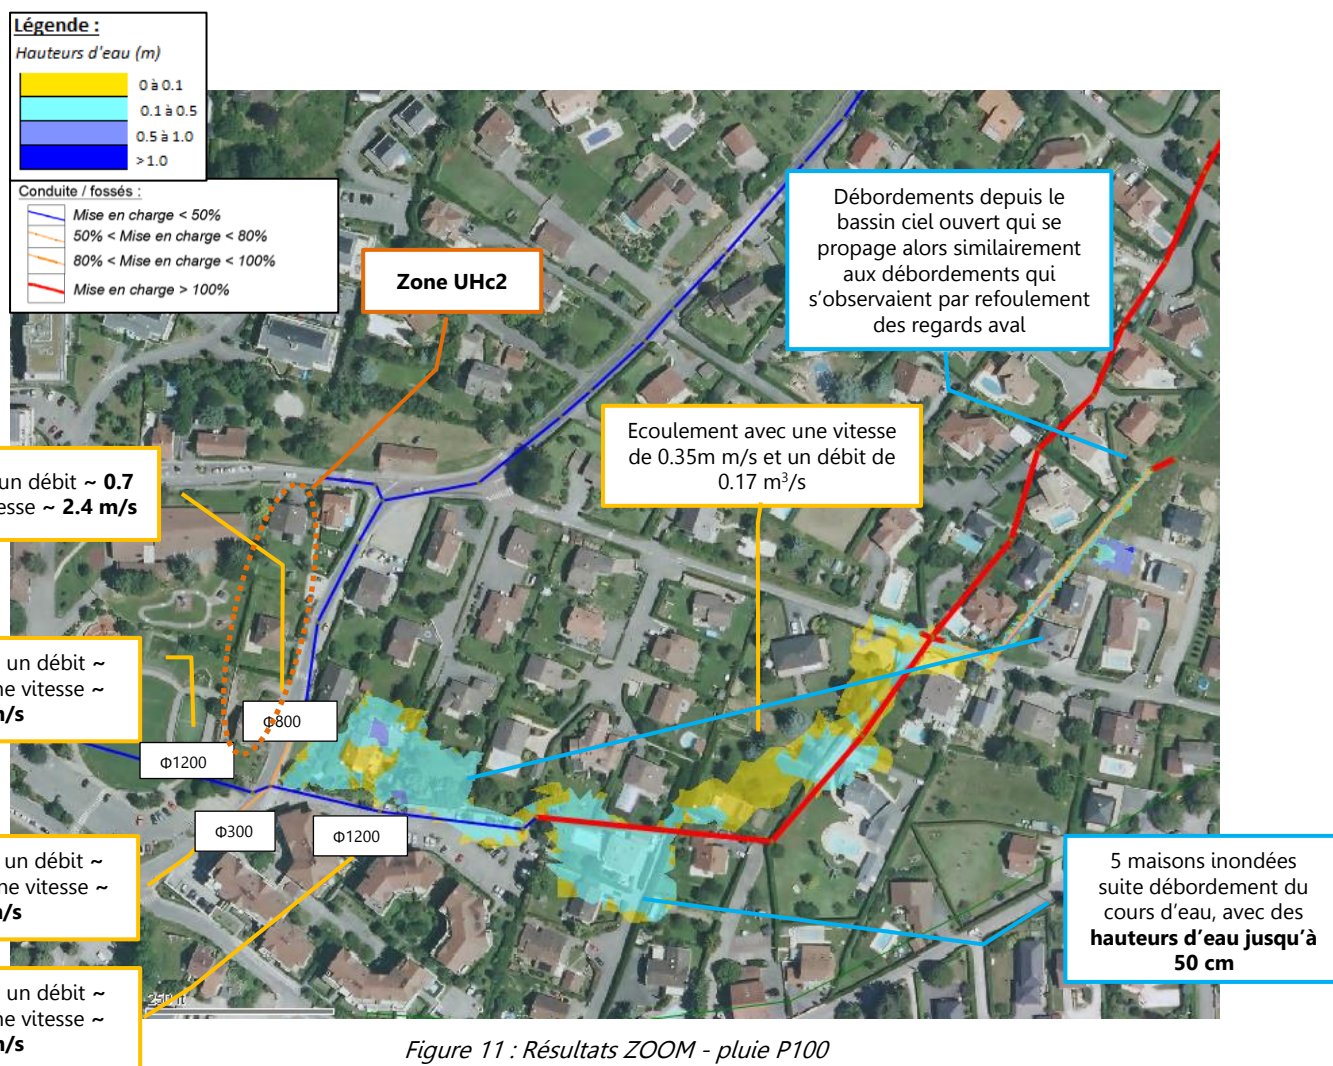 Légende :
Hauteurs d'eau (m)
0 à 0.1
0.1 à 0.5
0.5 à 1.0
> 1.0
Conduite / fossés :
Mise en charge < 50%
50% < Mise en charge < 80%
80% < Mise en charge < 100%
Mise en charge > 100%
Zone UHc2
Débordements depuis le
bassin ciel ouvert qui se
propage alors similairement
aux débordements qui
s’observaient par refoulement
des regards aval
Ecoulement avec une vitesse
de 0.35m m/s et un débit de
0.17 m³/s
un débit ~ 0.7
esse ~ 2.4 m/s
un débit ~
ne vitesse ~
m/s
Φ800
Φ1200
Φ300
Φ1200
un débit ~
ne vitesse ~
m/s
un débit ~
ne vitesse ~
m/s
5 maisons inondées
suite débordement du
cours d’eau, avec des
hauteurs d’eau jusqu’à
50 cm
Figure 11 : Résultats ZOOM - pluie P100